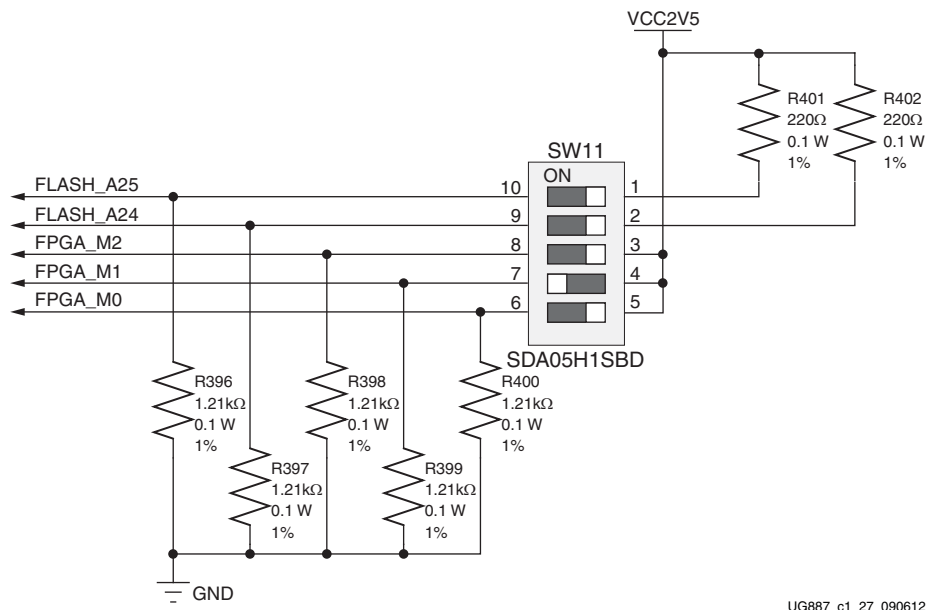 VCC2V5
R401
220Ω
0.1 W
1%
R402
220Ω
0.1 W
1%
SW11
ON
FLASH_A25
10
1
FLASH_A24
9
2
FPGA_M2
8
3
FPGA_M1
7
4
FPGA_M0
6
5
SDA05H1SBD
R396
1.21kΩ
0.1 W
1%
R398
1.21kΩ
0.1 W
1%
R400
1.21kΩ
0.1 W
1%
R397
1.21kΩ
0.1 W
1%
R399
1.21kΩ
0.1 W
1%
GND
UG887_c1_27_090612